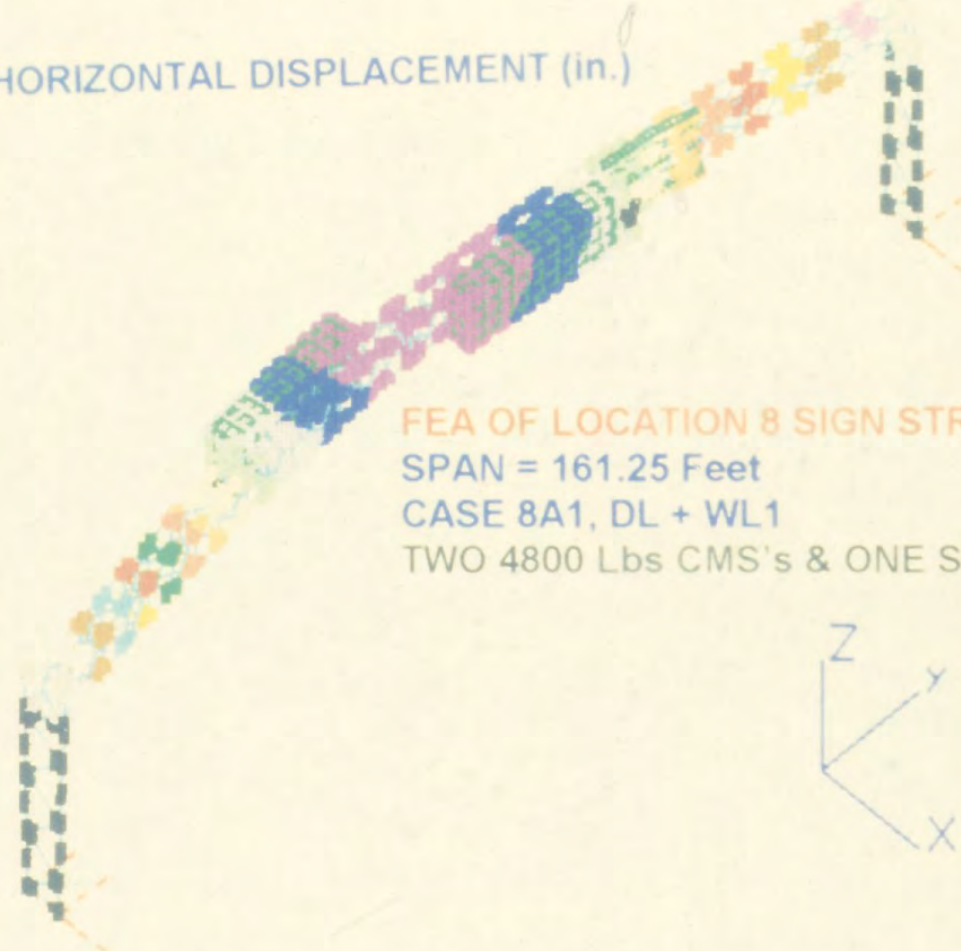 HORIZONTAL DISPLACEMENT (in.)
FEA OF LOCATION 8 SIGN STR
SPAN = 161.25 Feet
CASE 8A1, DL + WL1
TWO 4800 Lbs CMS's & ONE S
Z
y
X